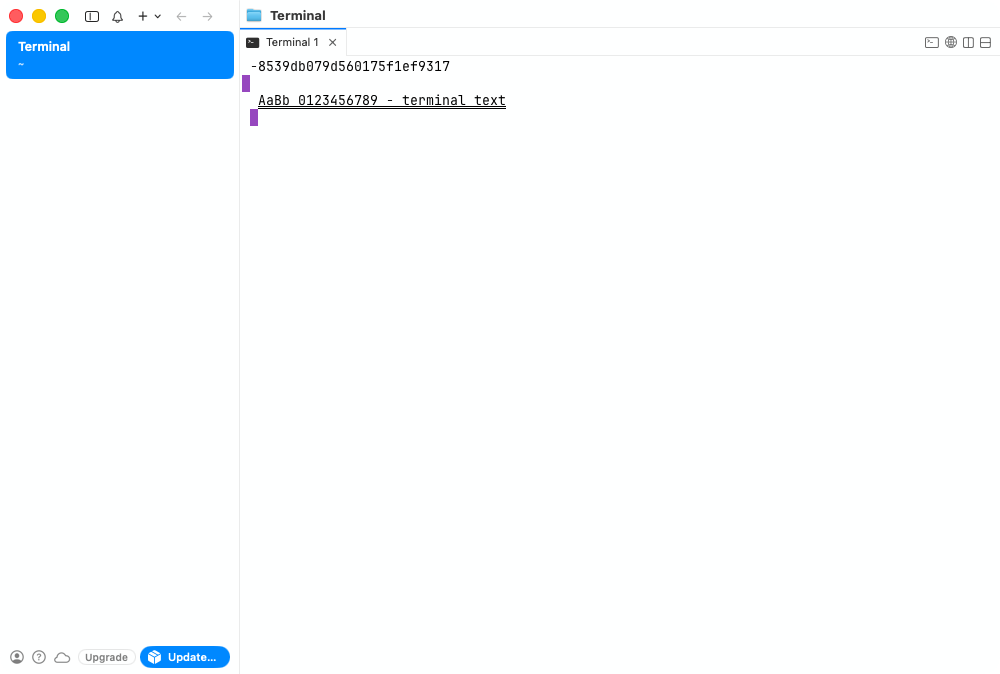 Terminal
Terminal
~
Terminal 1
-8539db079d560175f1ef9317
AaBb 0123456789 - terminal text
Upgrade
Update...